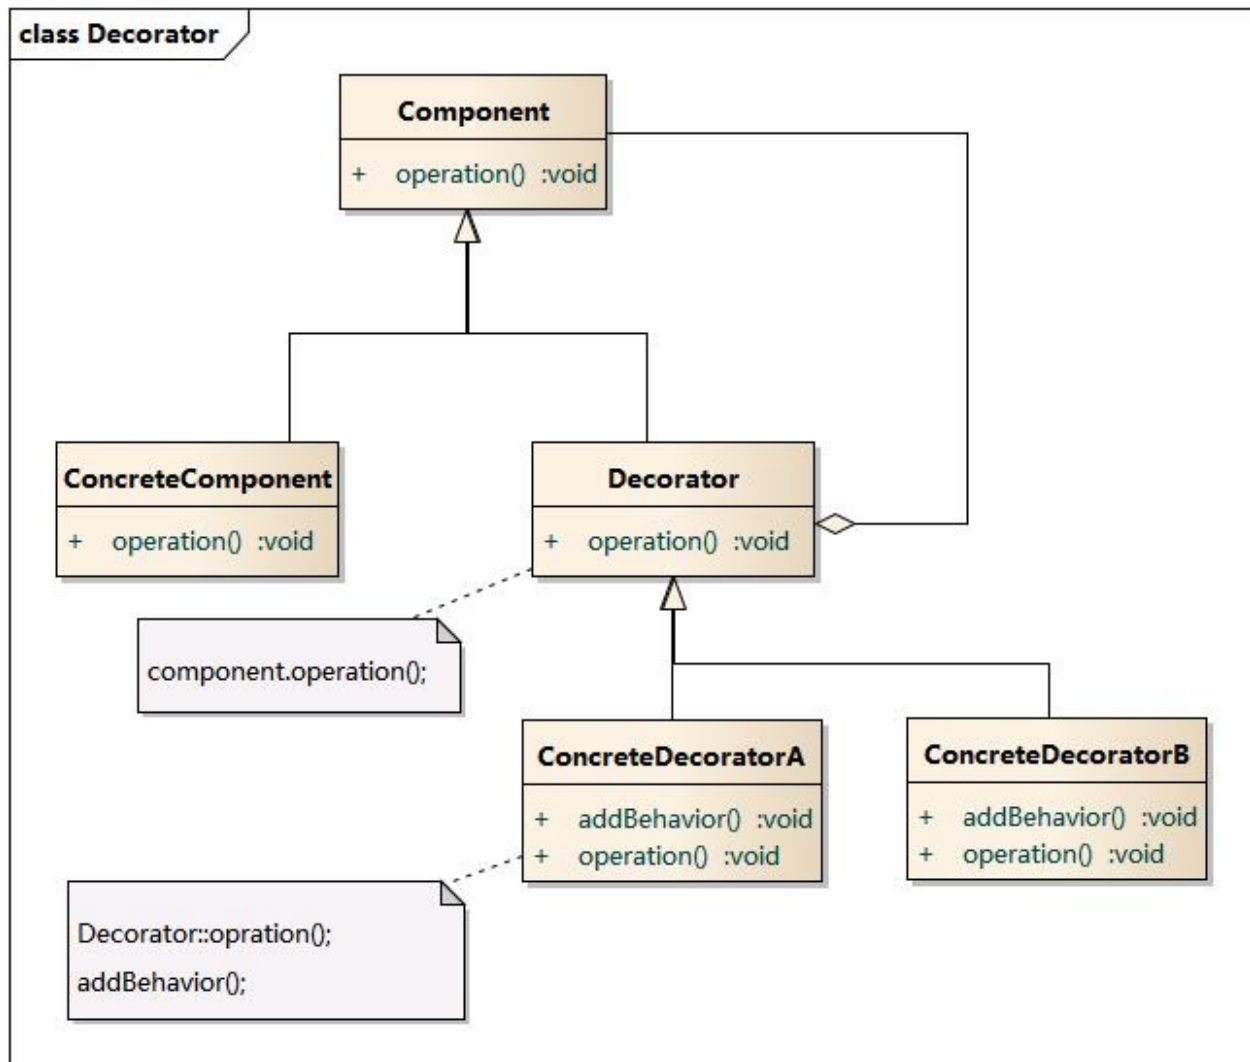 class Decorator
Component
+ operation() :void
ConcreteComponent
+ operation() :void
Decorator
+ operation() :void
component.operation();
ConcreteDecoratorA
+ addBehavior() :void
+ operation() :void
ConcreteDecoratorB
+ addBehavior() :void
+ operation() :void
Decorator::opration();
addBehavior();